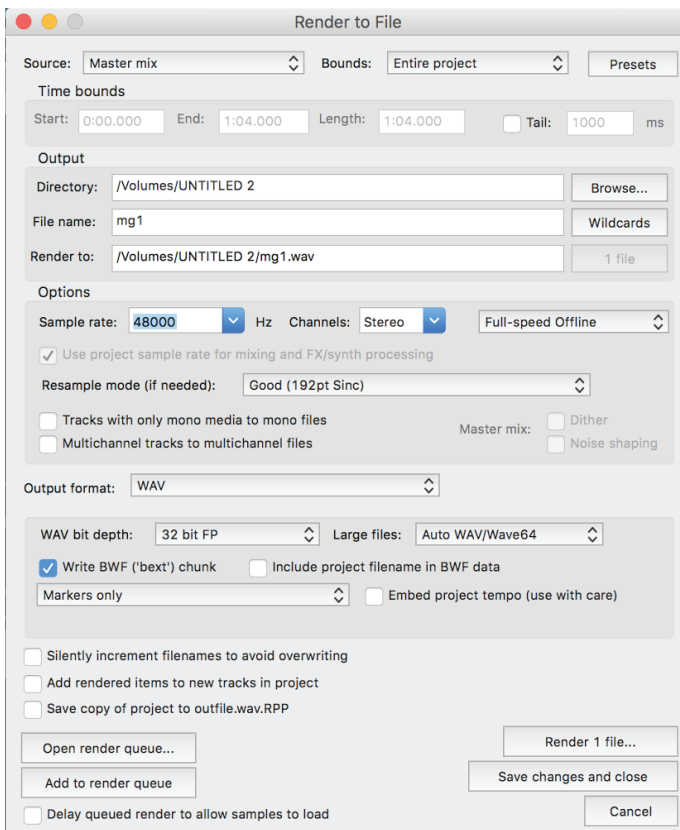 Render to File
Source: Master mix Bounds: Entire project Presets
Time bounds
Start: 0:00.000 End: 1:04.000 Length: 1:04.000 Tail: 1000 ms
Output
Directory: /Volumes/UNTITLED 2 Browse...
File name: mg1 Wildcards
Render to: /Volumes/UNTITLED 2/mg1.wav 1 file
Options
Sample rate: 48000 Hz Channels: Stereo Full-speed Offline
Use project sample rate for mixing and FX/synth processing
Resample mode (if needed): Good (192pt Sinc)
Tracks with only mono media to mono files Master mix: Dither
Multichannel tracks to multichannel files Noise shaping
Output format: WAV
WAV bit depth: 32 bit FP Large files: Auto WAV/Wave64
Write BWF ('bext') chunk Include project filename in BWF data
Markers only Embed project tempo (use with care)
Silently increment filenames to avoid overwriting
Add rendered items to new tracks in project
Save copy of project to outfile.wav.RPP
Open render queue... Render 1 file...
Add to render queue Save changes and close
Delay queued render to allow samples to load Cancel